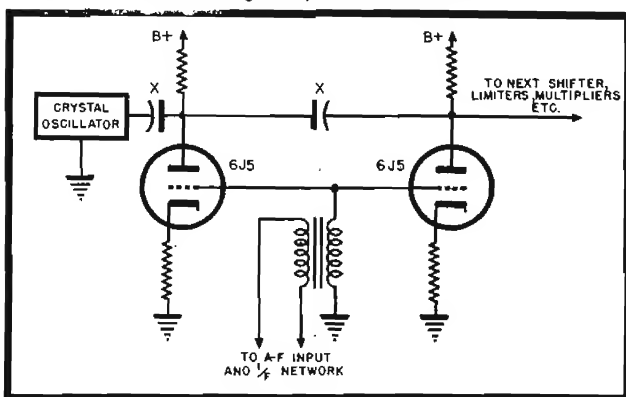 B+
B+
X
X
TO NEXT SHIFTER,
LIMITERS, MULTIPLIERS
ETC.
CRYSTAL
OSCILLATOR
6J5
6J5
TO A-F INPUT
AND 1/F NETWORK